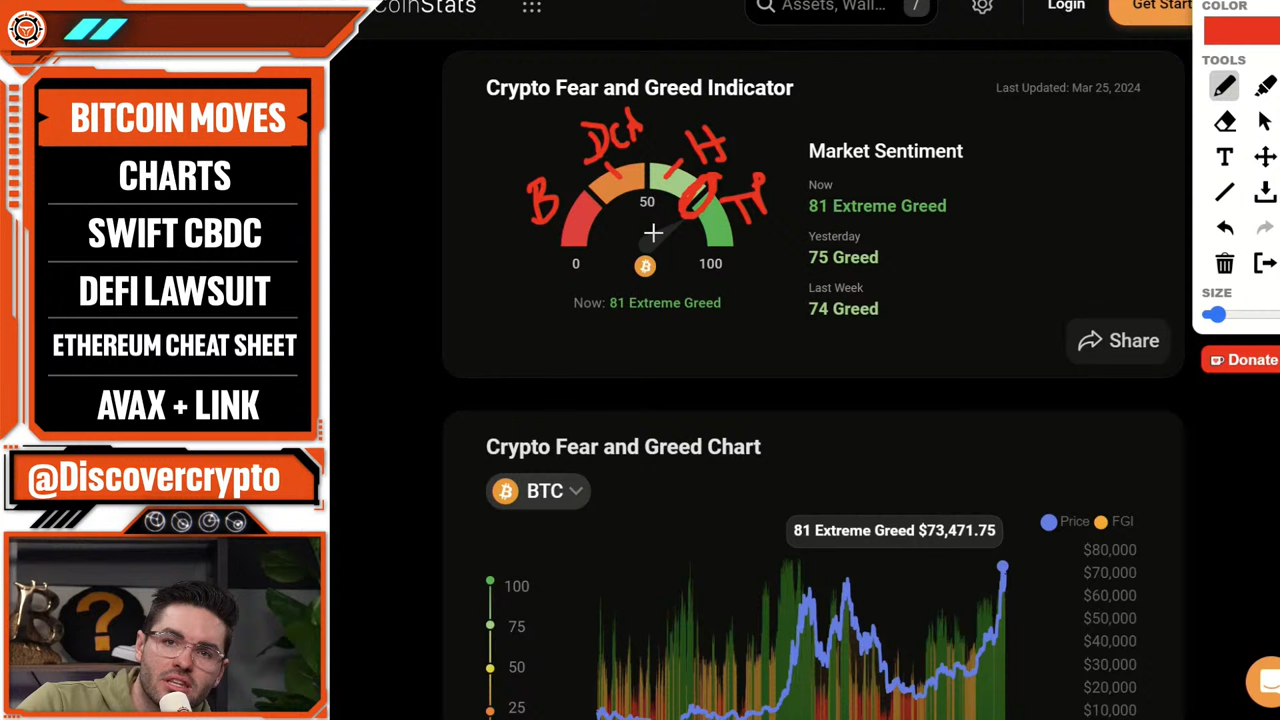 BITCOIN MOVES
CHARTS
SWIFT CBDC
DEFI LAWSUIT
ETHEREUM CHEAT SHEET
AVAX + LINK
@Discovercrypto
CoinStats
Assets, Wall...
/
Login
Get Start
Crypto Fear and Greed Indicator
Last Updated: Mar 25, 2024
B
DCA
H
TP
50
0
100
Now: 81 Extreme Greed
Market Sentiment
Now
81 Extreme Greed
Yesterday
75 Greed
Last Week
74 Greed
Share
Crypto Fear and Greed Chart
BTC
81 Extreme Greed $73,471.75
Price
FGI
100
75
50
25
$80,000
$70,000
$60,000
$50,000
$40,000
$30,000
$20,000
$10,000
COLOR
TOOLS
T
SIZE
Donate
B
?